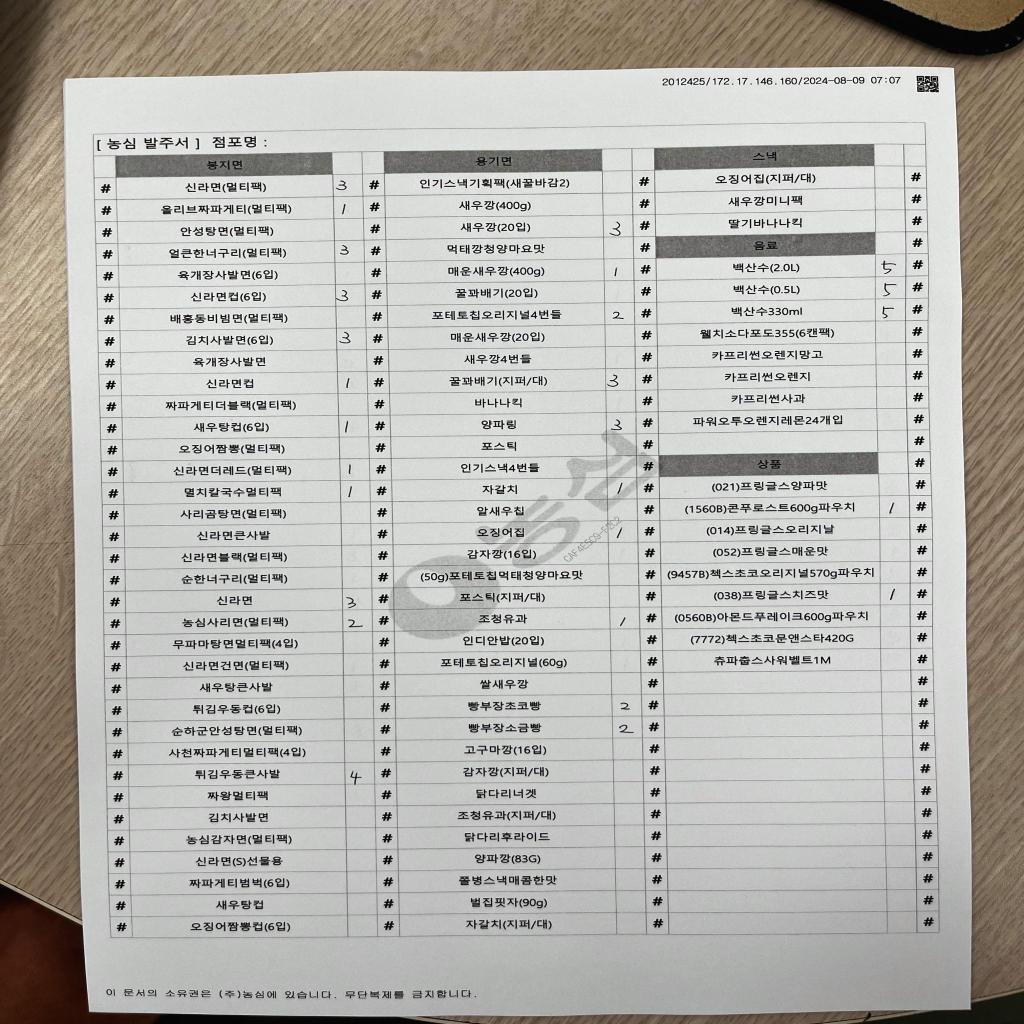 2012425/172.17.146.160/2024-08-09 07:07
[ 농심 발주서 ] 점포명 :
봉지면 용기면 스낵
# 신라면(멀티팩) 3 # 인기스낵기획팩(새꿀바감2) # 오징어집(지퍼/대) #
# 올리브짜파게티(멀티팩) 1 # 새우깡(400g) # 새우깡미니팩 #
# 안성탕면(멀티팩) # 새우깡(20입) 3 # 딸기바나나킥 #
# 얼큰한너구리(멀티팩) 3 # 먹태깡청양마요맛 # 음료 #
# 육개장사발면(6입) # 매운새우깡(400g) 1 # 백산수(2.0L) 5 #
# 신라면컵(6입) 3 # 꿀꽈배기(20입) # 백산수(0.5L) 5 #
# 배홍동비빔면(멀티팩) # 포테토칩오리지널4번들 2 # 백산수330ml 5 #
# 김치사발면(6입) 3 # 매운새우깡(20입) # 웰치소다포도355(6캔팩) #
# 육개장사발면 # 새우깡4번들 # 카프리썬오렌지망고 #
# 신라면컵 1 # 꿀꽈배기(지퍼/대) 3 # 카프리썬오렌지 #
# 짜파게티더블랙(멀티팩) # 바나나킥 # 카프리썬사과 #
# 새우탕컵(6입) 1 # 양파링 3 # 파워오투오렌지레몬24개입 #
# 오징어짬뽕(멀티팩) # 포스틱 # #
# 신라면더레드(멀티팩) 1 # 인기스낵4번들 # 상품 #
# 멸치칼국수멀티팩 1 # 자갈치 1 # (021)프링글스양파맛 #
# 사리곰탕면(멀티팩) # 알새우칩 # (1560B)콘푸로스트600g파우치 1 #
# 신라면큰사발 # 오징어집 1 # (014)프링글스오리지날 #
# 신라면블랙(멀티팩) # 감자깡(16입) # (052)프링글스매운맛 #
# 순한너구리(멀티팩) # (50g)포테토칩먹태청양마요맛 # (9457B)첵스초코오리지널570g파우치 #
# 신라면 3 # 포스틱(지퍼/대) # (038)프링글스치즈맛 1 #
# 농심사리면(멀티팩) 2 # 조청유과 1 # (0560B)아몬드푸레이크600g파우치 #
# 무파마탕면멀티팩(4입) # 인디안밥(20입) # (7772)첵스초코문앤스타420G #
# 신라면건면(멀티팩) # 포테토칩오리지널(60g) # 츄파춥스사워벨트1M #
# 새우탕큰사발 # 쌀새우깡 # #
# 튀김우동컵(6입) # 빵부장초코빵 2 # #
# 순하군안성탕면(멀티팩) # 빵부장소금빵 2 # #
# 사천짜파게티멀티팩(4입) # 고구마깡(16입) # #
# 튀김우동큰사발 4 # 감자깡(지퍼/대) # #
# 짜왕멀티팩 # 닭다리너겟 # #
# 김치사발면 # 조청유과(지퍼/대) # #
# 농심감자면(멀티팩) # 닭다리후라이드 # #
# 신라면(S)선물용 # 양파깡(83G) # #
# 짜파게티범벅(6입) # 쫄병스낵매콤한맛 # #
# 새우탕컵 # 벌집핏자(90g) # #
# 오징어짬뽕컵(6입) # 자갈치(지퍼/대) # #
농심
이 문서의 소유권은 (주)농심에 있습니다. 무단복제를 금지합니다.